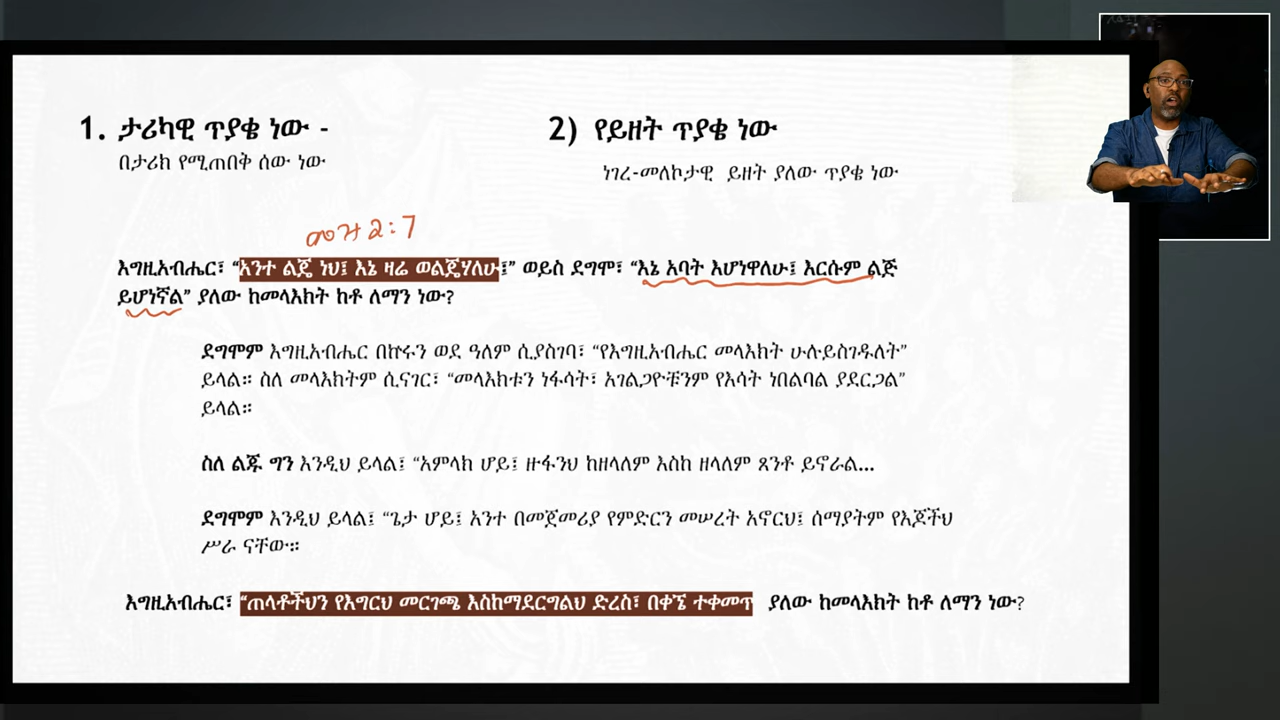 1. ታሪካዊ ጥያቄ ነው -
በታሪክ የሚጠበቅ ሰው ነው
2) የይዘት ጥያቄ ነው
ነገረ-መለኮታዊ ይዘት ያለው ጥያቄ ነው
መዝ 2:7
እግዚአብሔር፣ “አንተ ልጄ ነህ፤ እኔ ዛሬ ወልጄሃለሁ፤” ወይስ ደግሞ፣ “እኔ አባት እሆነዋለሁ፤ እርሱም ልጅ
ይሆነኛል” ያለው ከመላእክት ከቶ ለማን ነው?
ደግሞም እግዚአብሔር በኵሩን ወደ ዓለም ሲያስገባ፣ “የእግዚአብሔር መላእክት ሁሉይስገዱለት”
ይላል። ስለ መላእክትም ሲናገር፣ “መላእክቱን ነፋሳት፣ አገልጋዮቹንም የእሳት ነበልባል ያደርጋል”
ይላል።
ስለ ልጁ ግን እንዲህ ይላል፤ “አምላክ ሆይ፤ ዙፋንህ ከዘላለም እስከ ዘላለም ጸንቶ ይኖራል...
ደግሞም እንዲህ ይላል፤ “ጌታ ሆይ፤ አንተ በመጀመሪያ የምድርን መሠረት አኖርህ፤ ሰማያትም የእጆችህ
ሥራ ናቸው።
እግዚአብሔር፣ “ጠላቶችህን የእግርህ መርገጫ እስከማደርግልህ ድረስ፣ በቀኜ ተቀመጥ ያለው ከመላእክት ከቶ ለማን ነው?